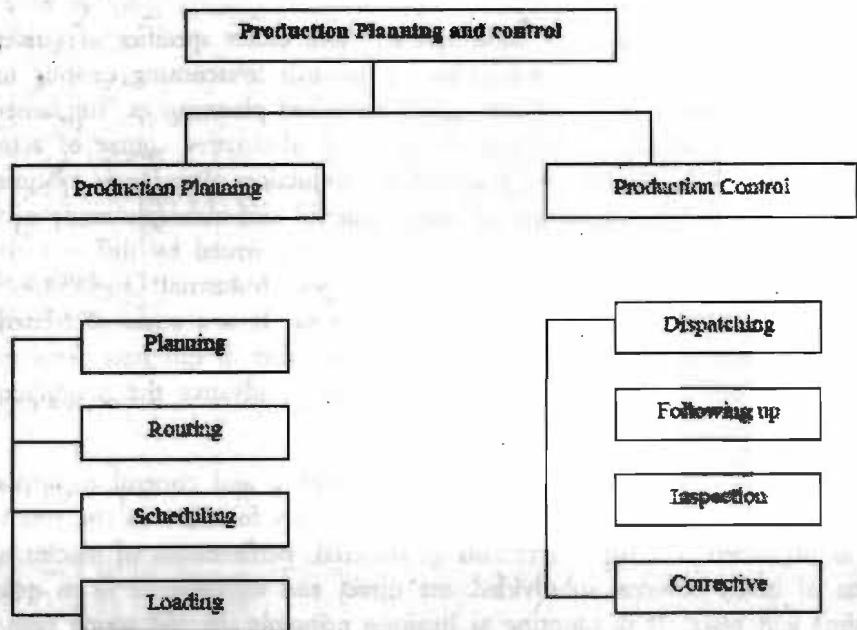 Production Planning and control
Production Planning
Production Control
Planning
Routing
Scheduling
Loading
Dispatching
Following up
Inspection
Corrective